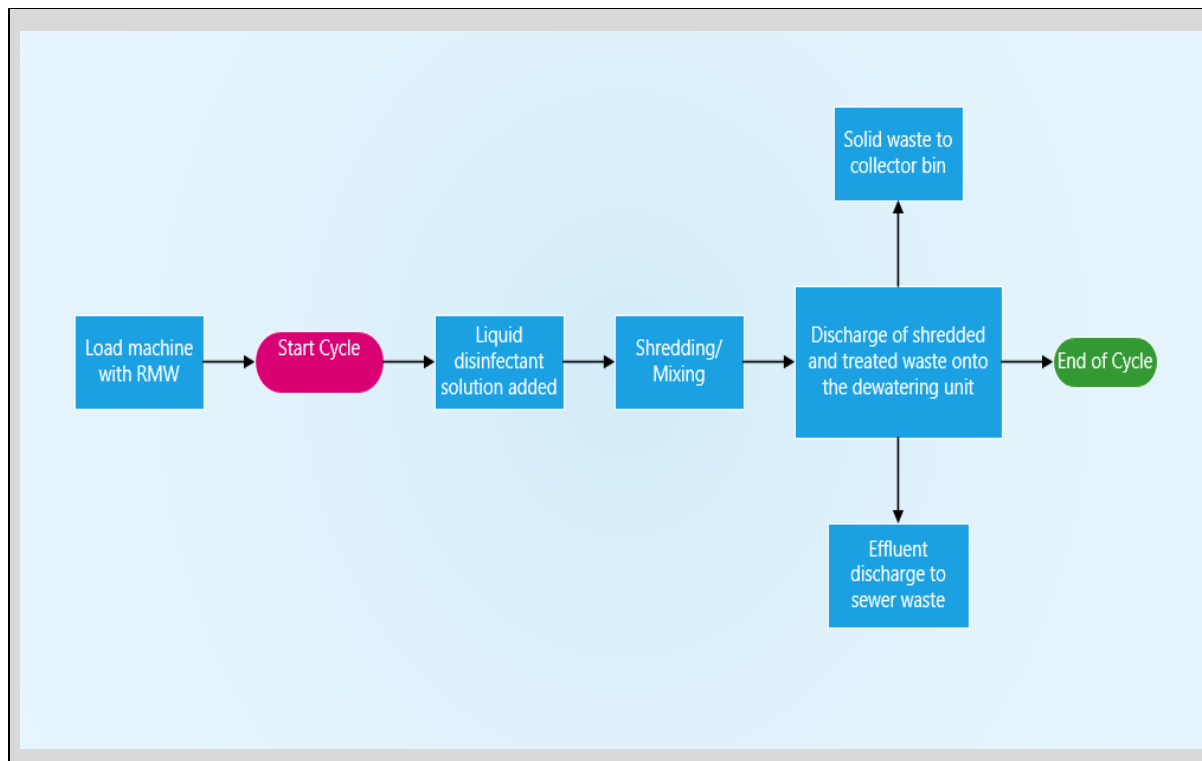 Solid waste to
collector bin
Load machine
with RMW
Start Cycle
Liquid
disinfectant
solution added
Shredding/
Mixing
Discharge of shredded
and treated waste onto
the dewatering unit
End of Cycle
Effluent
discharge to
sewer waste